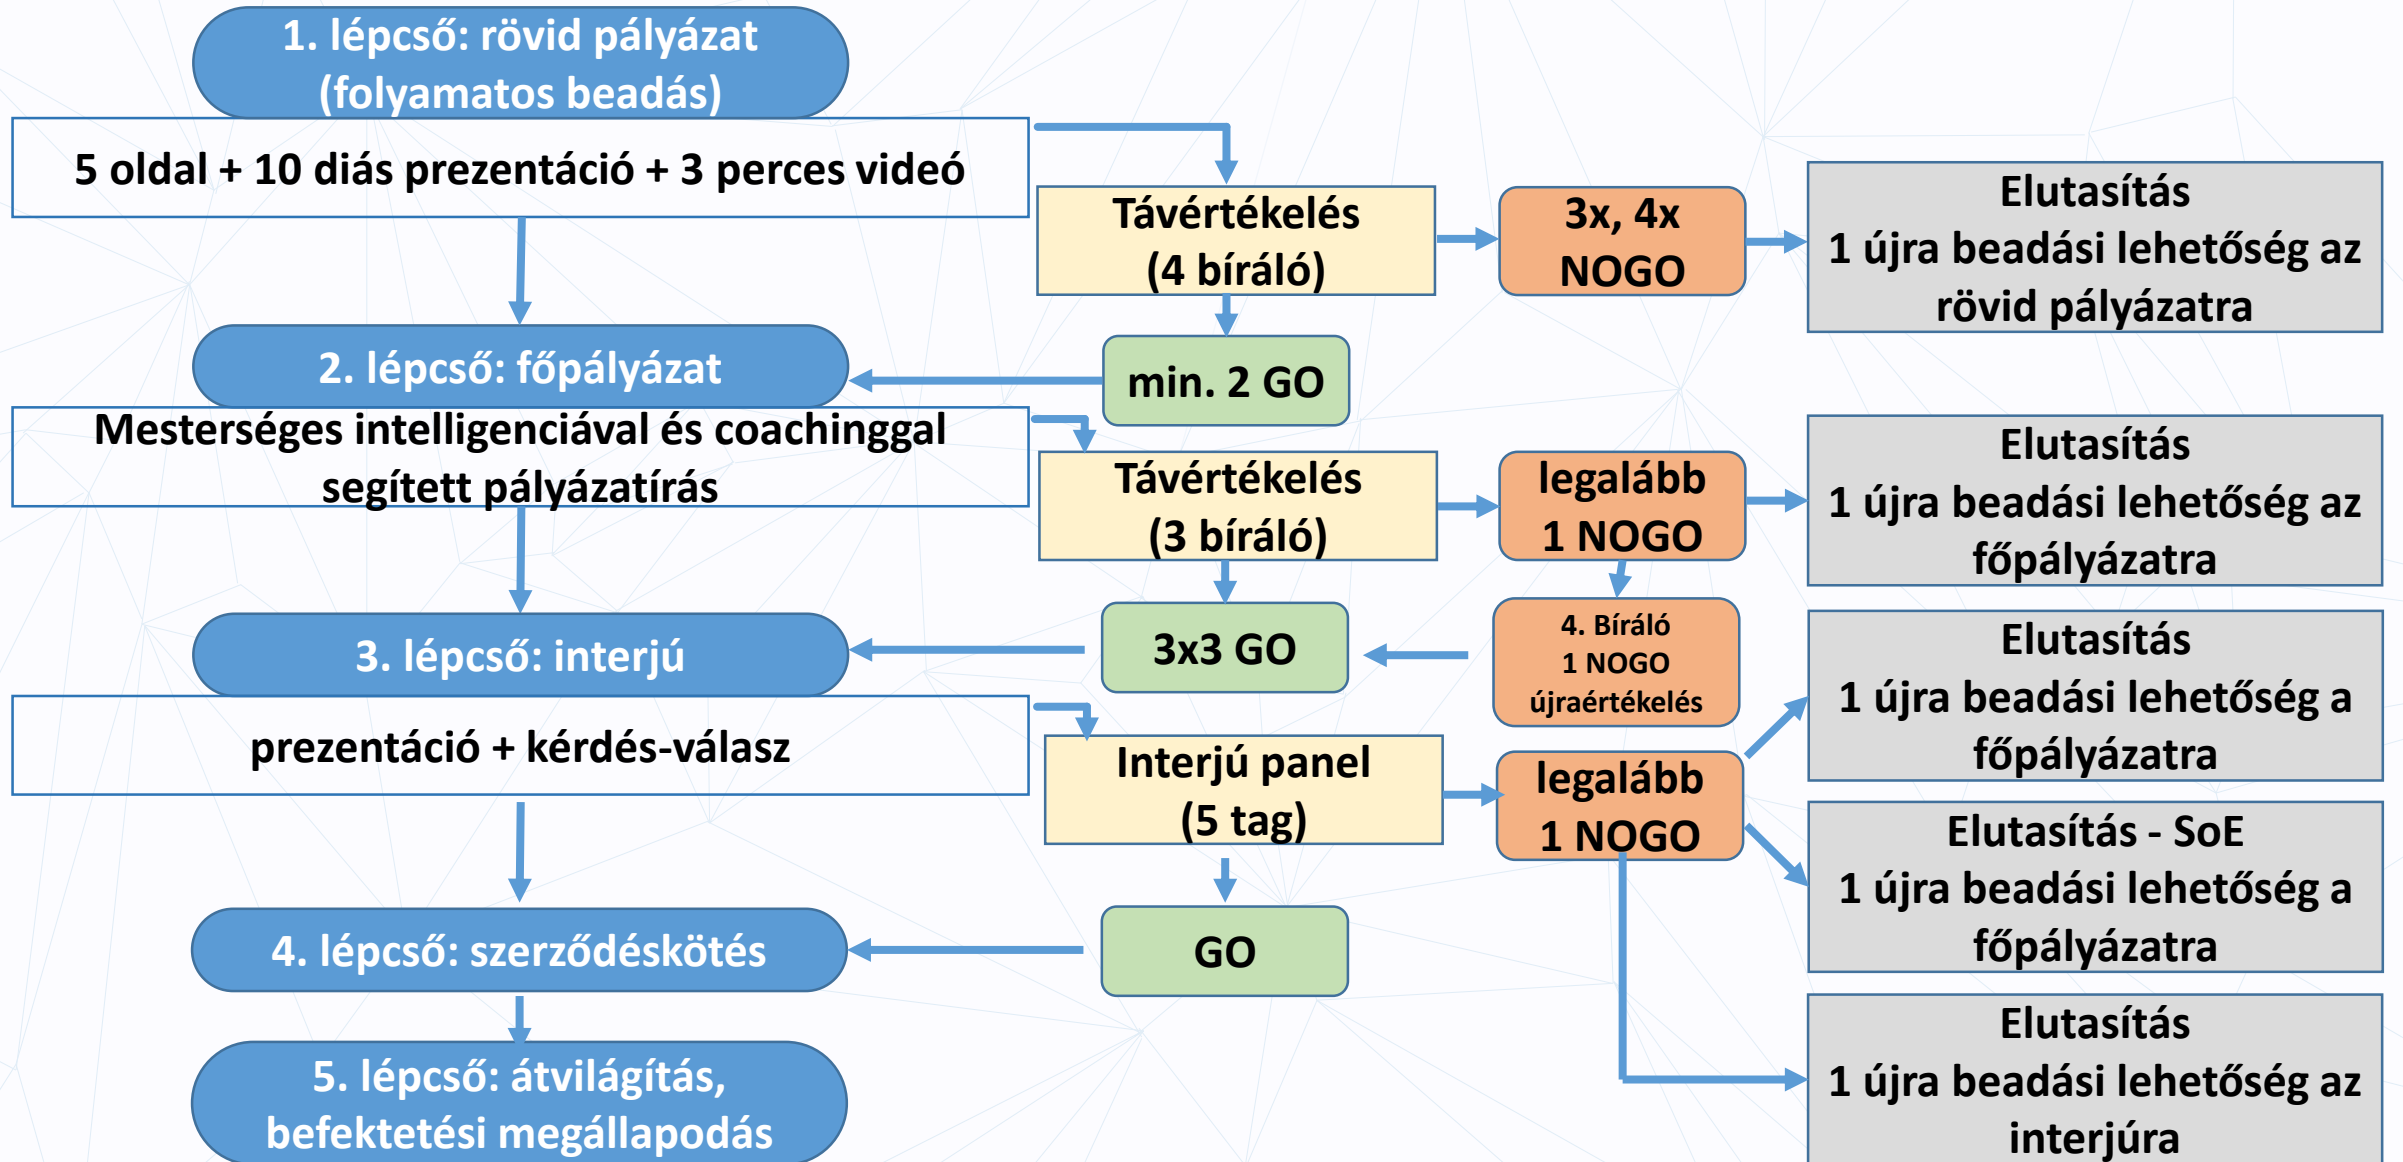 1. lépcső: rövid pályázat
(folyamatos beadás)
5 oldal + 10 diás prezentáció + 3 perces videó
Távértékelés
(4 bíráló)
3x, 4x
NOGO
Elutasítás
1 újra beadási lehetőség az
rövid pályázatra
min. 2 GO
2. lépcső: főpályázat
Mesterséges intelligenciával és coachinggal
segített pályázatírás
Távértékelés
(3 bíráló)
legalább
1 NOGO
Elutasítás
1 újra beadási lehetőség az
főpályázatra
4. Bíráló
1 NOGO
újraértékelés
3x3 GO
3. lépcső: interjú
prezentáció + kérdés-válasz
Interjú panel
(5 tag)
legalább
1 NOGO
Elutasítás
1 újra beadási lehetőség a
főpályázatra
Elutasítás - SoE
1 újra beadási lehetőség a
főpályázatra
Elutasítás
1 újra beadási lehetőség az
interjúra
GO
4. lépcső: szerződéskötés
5. lépcső: átvilágítás,
befektetési megállapodás